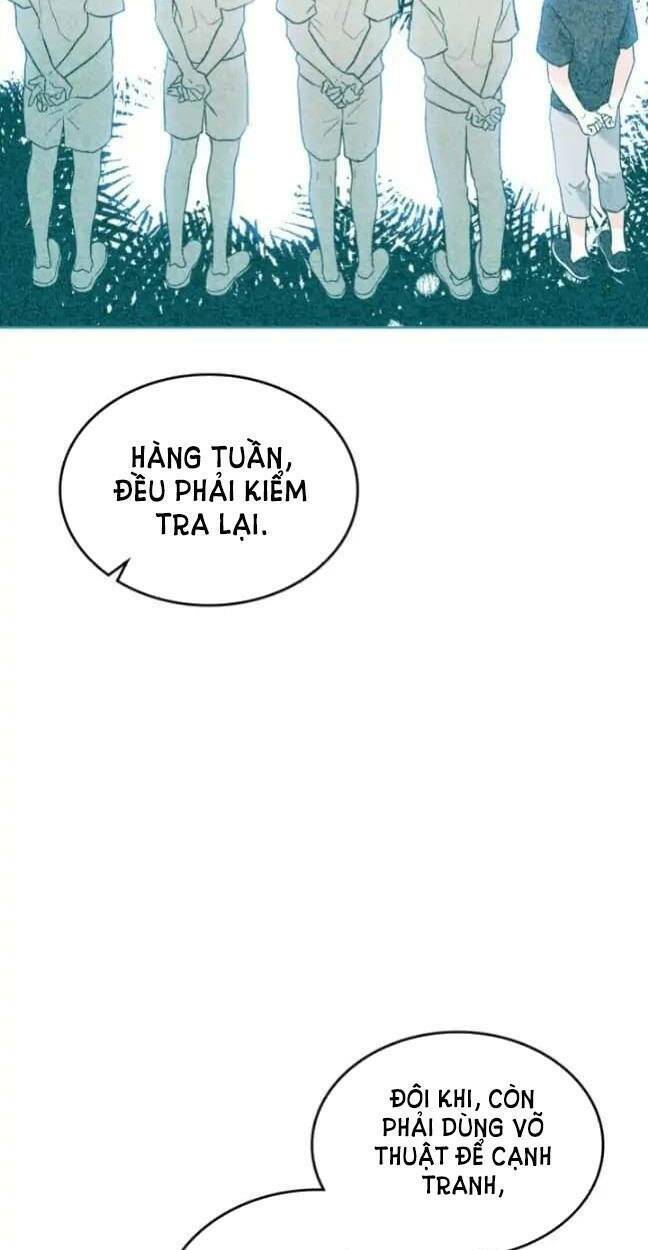 HÀNG TUẦN,
ĐỀU PHẢI KIỂM
TRA LẠI.
ĐÔI KHI, CÒN
PHẢI DÙNG VÕ
THUẬT ĐỂ CẠNH
TRANH,